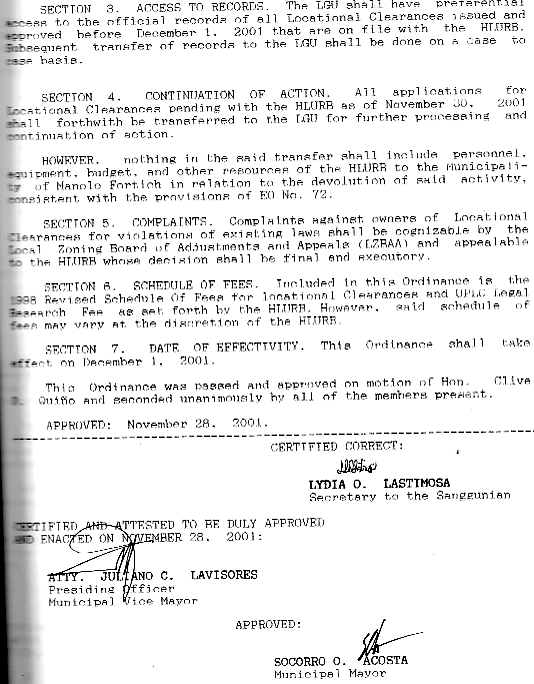 SECTION 3. ACCESS TO RECORDS. The LGU shall have preferential
access to the official records of all Locational Clearances issued and
approved before December 1, 2001 that are on file with the HLURB.
Subsequent transfer of records to the LGU shall be done on a case to
case basis.
SECTION 4. CONTINUATION OF ACTION. All applications for
Locational Clearances pending with the HLURB as of November 30, 2001
shall forthwith be transferred to the LGU for further processing and
continuation of action.
HOWEVER, nothing in the said transfer shall include personnel,
equipment, budget, and other resources of the HLURB to the Municipali-
ty of Manolo Fortich in relation to the devolution of said activity,
consistent with the provisions of EO No. 72.
SECTION 5. COMPLAINTS. Complaints against owners of Locational
Clearances for violations of existing laws shall be cognizable by the
Local Zoning Board of Adjustments and Appeals (LZBAA) and appealable
to the HLURB whose decision shall be final and executory.
SECTION 6. SCHEDULE OF FEES. Included in this Ordinance is the
1998 Revised Schedule Of Fees for locational Clearances and UPLC Legal
Research Fee as set forth by the HLURB. However, said schedule of
fees may vary at the discretion of the HLURB.
SECTION 7. DATE OF EFFECTIVITY. This Ordinance shall take
effect on December 1, 2001.
This Ordinance was passed and approved on motion of Hon. Clive
Quiño and seconded unanimously by all of the members present.
APPROVED: November 28, 2001.
CERTIFIED CORRECT:
LYDIA O. LASTIMOSA
Secretary to the Sanggunian
CERTIFIED AND ATTESTED TO BE DULY APPROVED
AND ENACTED ON NOVEMBER 28, 2001:
ATTY. JULIANO C. LAVISORES
Presiding Officer
Municipal Vice Mayor
APPROVED:
SOCORRO O. ACOSTA
Municipal Mayor